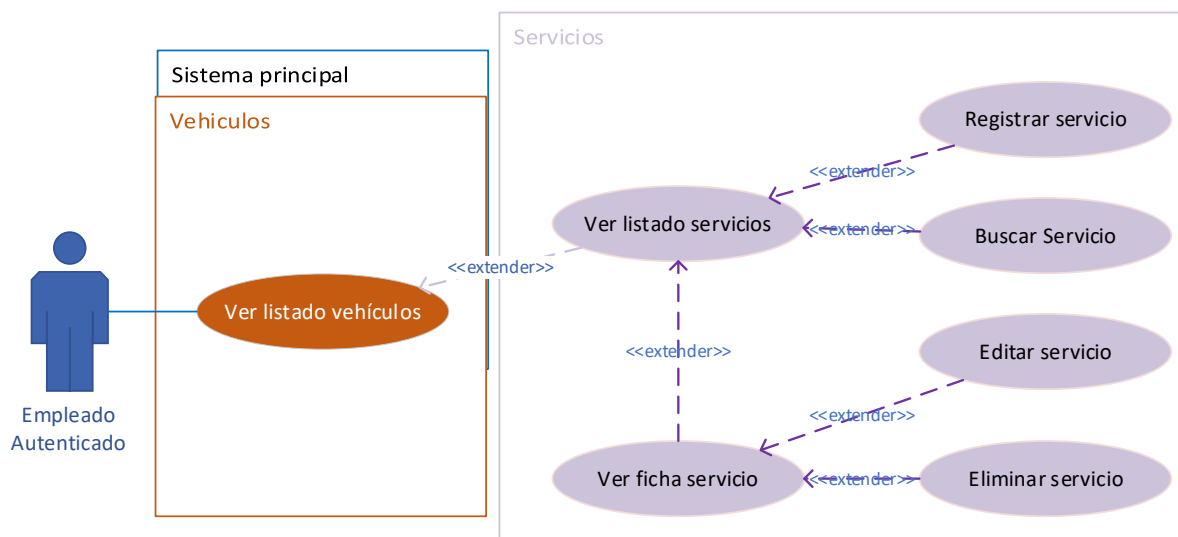 Servicios
Sistema principal
Vehiculos
Registrar servicio
<<extender>>
Ver listado servicios
<<extender>>
Buscar Servicio
<<extender>>
Ver listado vehículos
<<extender>>
Editar servicio
Empleado
Autenticado
<<extender>>
Ver ficha servicio
<<extender>>
Eliminar servicio